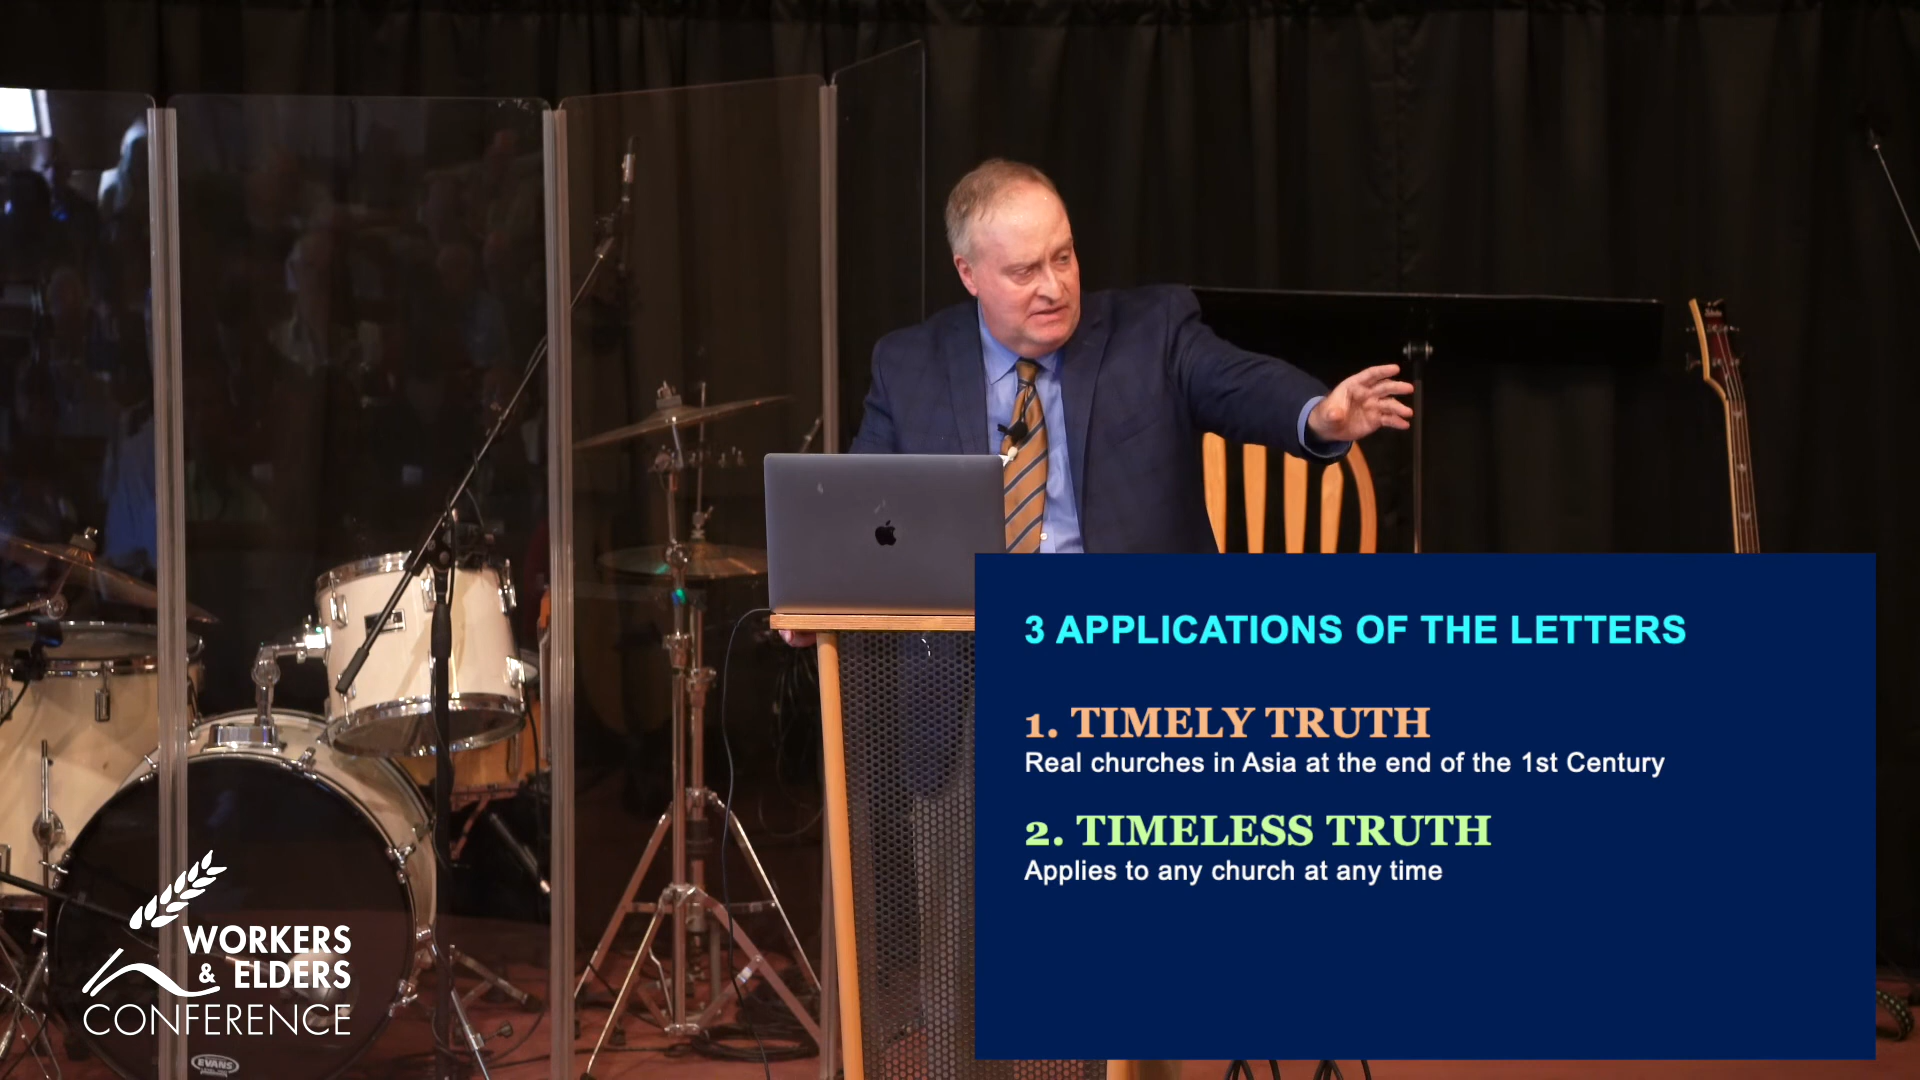 3 APPLICATIONS OF THE LETTERS
1. TIMELY TRUTH
Real churches in Asia at the end of the 1st Century
2. TIMELESS TRUTH
Applies to any church at any time
WORKERS
& ELDERS
CONFERENCE
EVANS